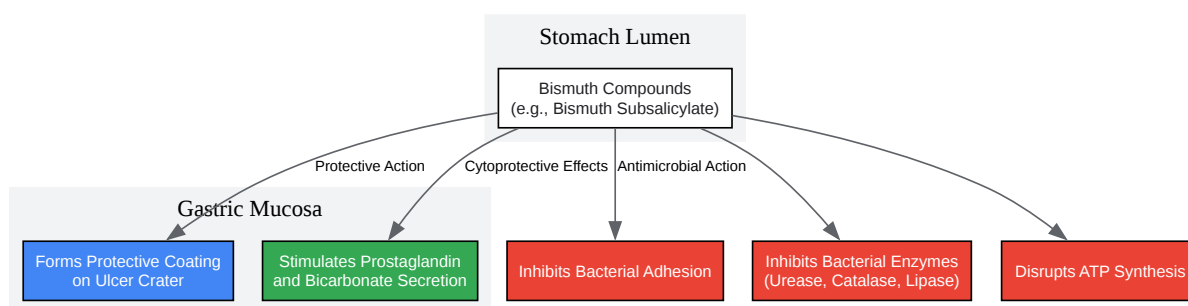 Stomach Lumen
Bismuth Compounds
(e.g., Bismuth Subsalicylate)
Protective Action
Cytoprotective Effects
Antimicrobial Action
Gastric Mucosa
Forms Protective Coating
on Ulcer Crater
Stimulates Prostaglandin
and Bicarbonate Secretion
Inhibits Bacterial Adhesion
Inhibits Bacterial Enzymes
(Urease, Catalase, Lipase)
Disrupts ATP Synthesis